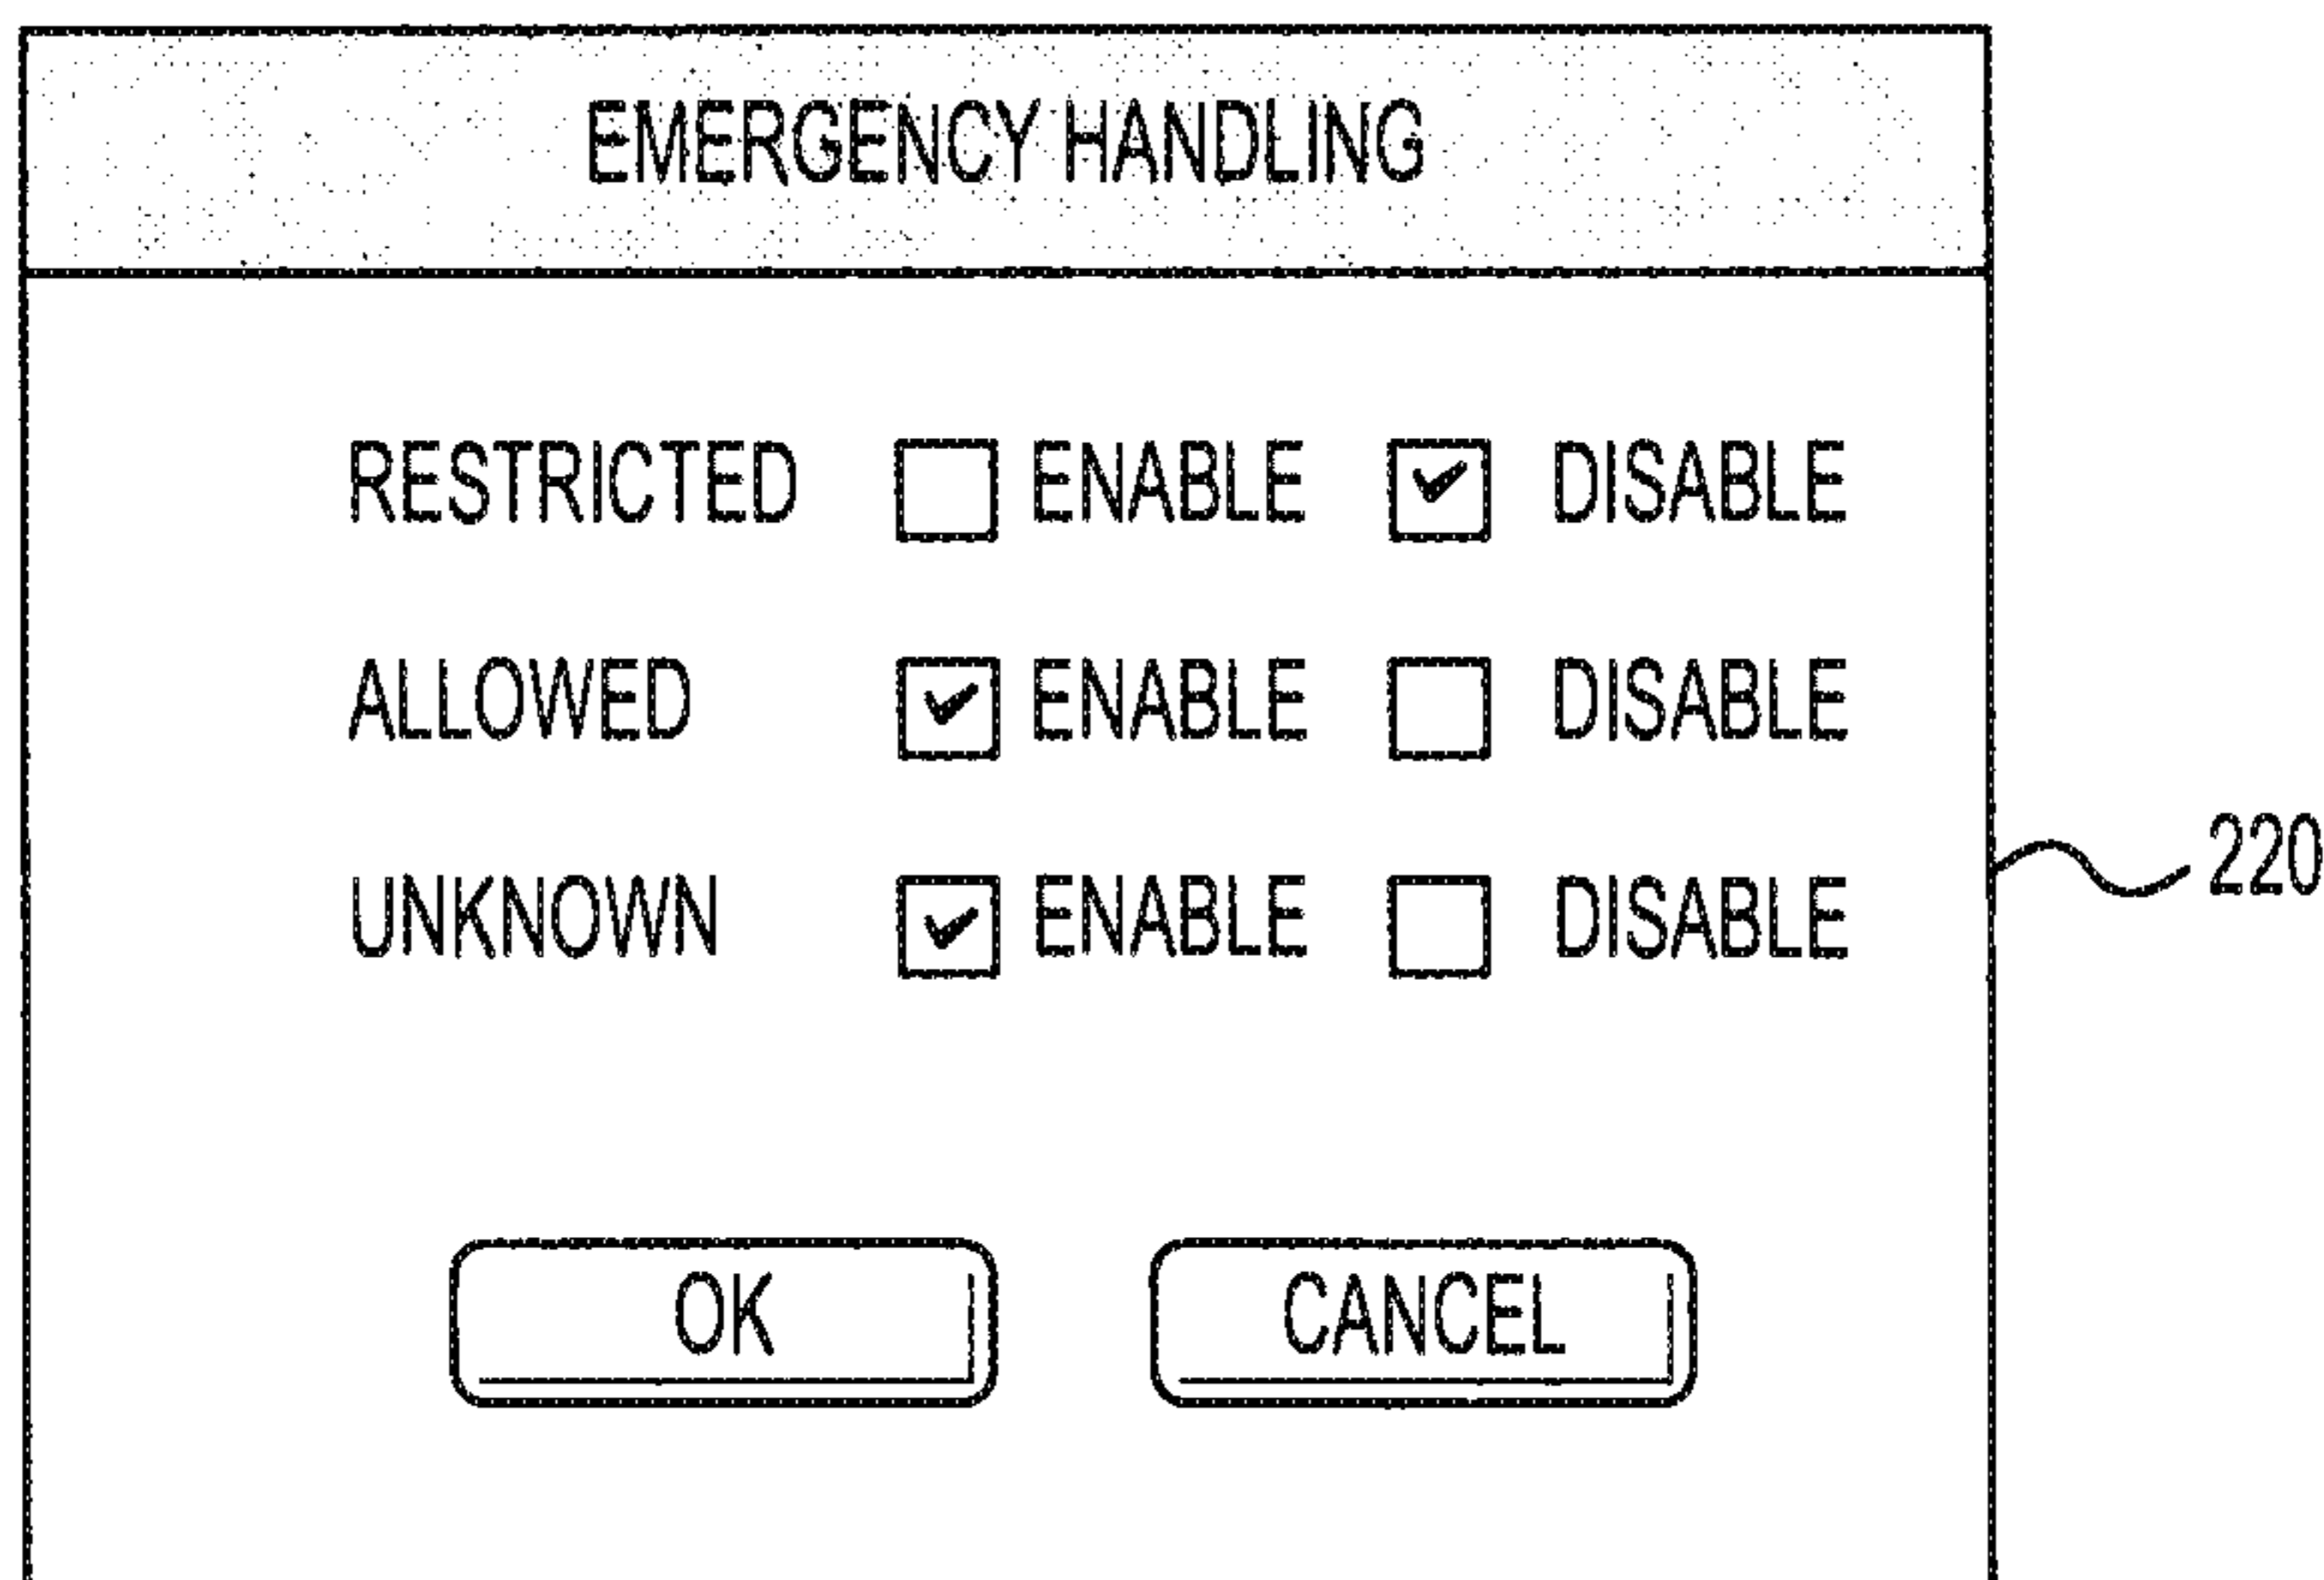 EMERGENCY HANDLING
RESTRICTED ENABLE DISABLE
ALLOWED ENABLE DISABLE
UNKNOWN ENABLE DISABLE
220
OK CANCEL